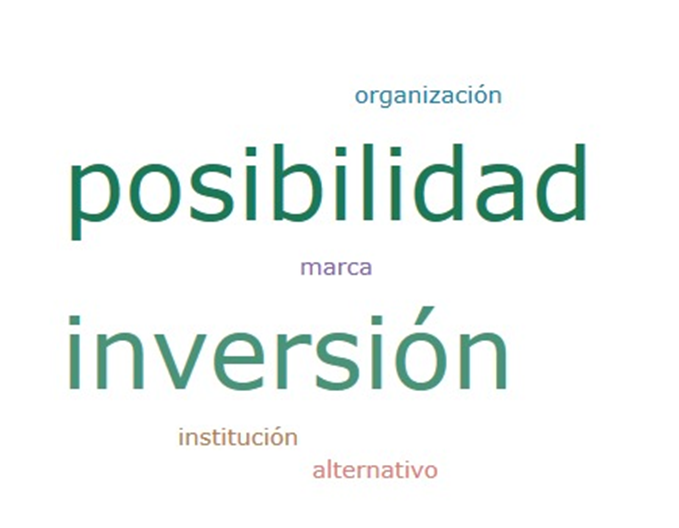 organización
posibilidad
marca
inversión
institución
alternativo